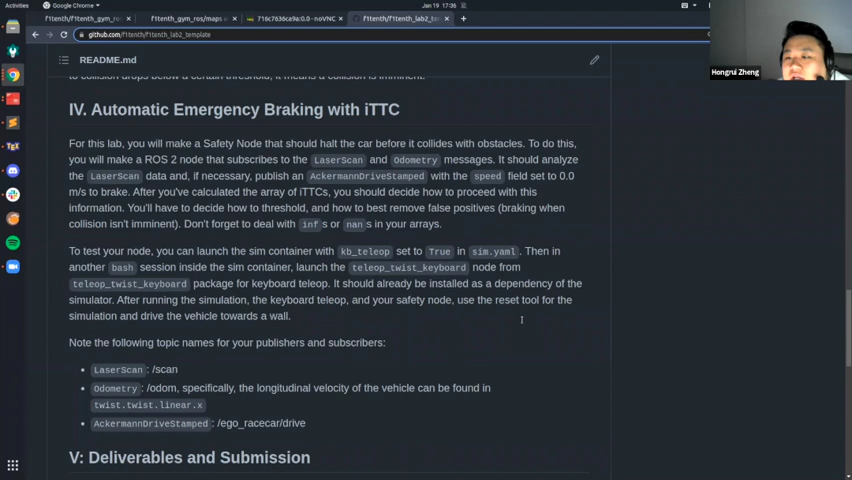 Activities
Google Chrome
Jan 19 17:36
f1tenth/f1tenth_gym_ro
f1tenth_gym_ros/maps
716c7636ca9a:0.0 - noVNC
f1tenth/f1tenth_lab2_tem
github.com/f1tenth/f1tenth_lab2_template
README.md
to collision drops below a certain threshold, it means a collision is imminent.
IV. Automatic Emergency Braking with iTTC
For this lab, you will make a Safety Node that should halt the car before it collides with obstacles. To do this,
you will make a ROS 2 node that subscribes to the LaserScan and Odometry messages. It should analyze
the LaserScan data and, if necessary, publish an AckermannDriveStamped with the speed field set to 0.0
m/s to brake. After you've calculated the array of iTTCs, you should decide how to proceed with this
information. You'll have to decide how to threshold, and how to best remove false positives (braking when
collision isn't imminent). Don't forget to deal with inf s or nan s in your arrays.
To test your node, you can launch the sim container with kb_teleop set to True in sim.yaml . Then in
another bash session inside the sim container, launch the teleop_twist_keyboard node from
teleop_twist_keyboard package for keyboard teleop. It should already be installed as a dependency of the
simulator. After running the simulation, the keyboard teleop, and your safety node, use the reset tool for the
simulation and drive the vehicle towards a wall.
Note the following topic names for your publishers and subscribers:
LaserScan : /scan
Odometry : /odom, specifically, the longitudinal velocity of the vehicle can be found in
twist.twist.linear.x
AckermannDriveStamped : /ego_racecar/drive
V: Deliverables and Submission
Hongrui Zheng